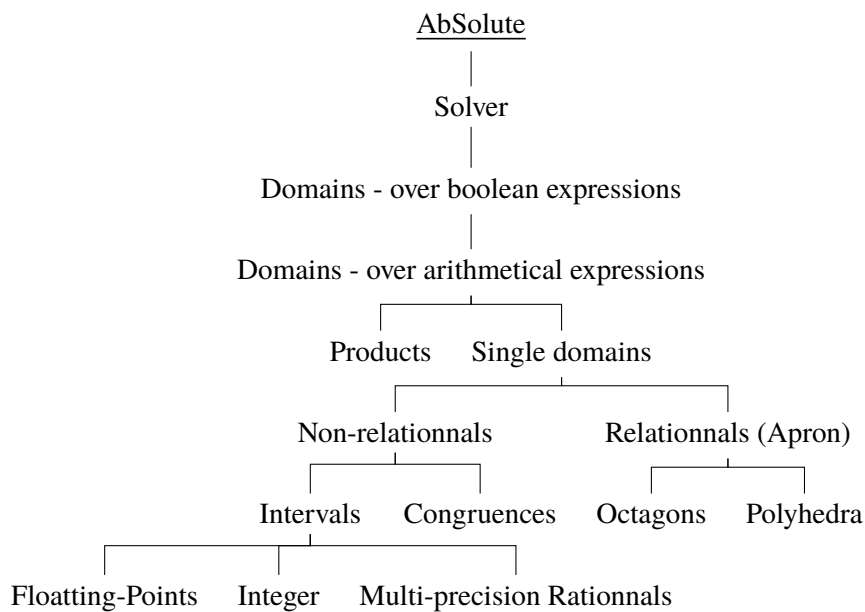 AbSolute
Solver
Domains - over boolean expressions
Domains - over arithmetical expressions
Products Single domains
Non-relationnals Relationnals (Apron)
Intervals Congruences Octagons Polyhedra
Floatting-Points Integer Multi-precision Rationnals